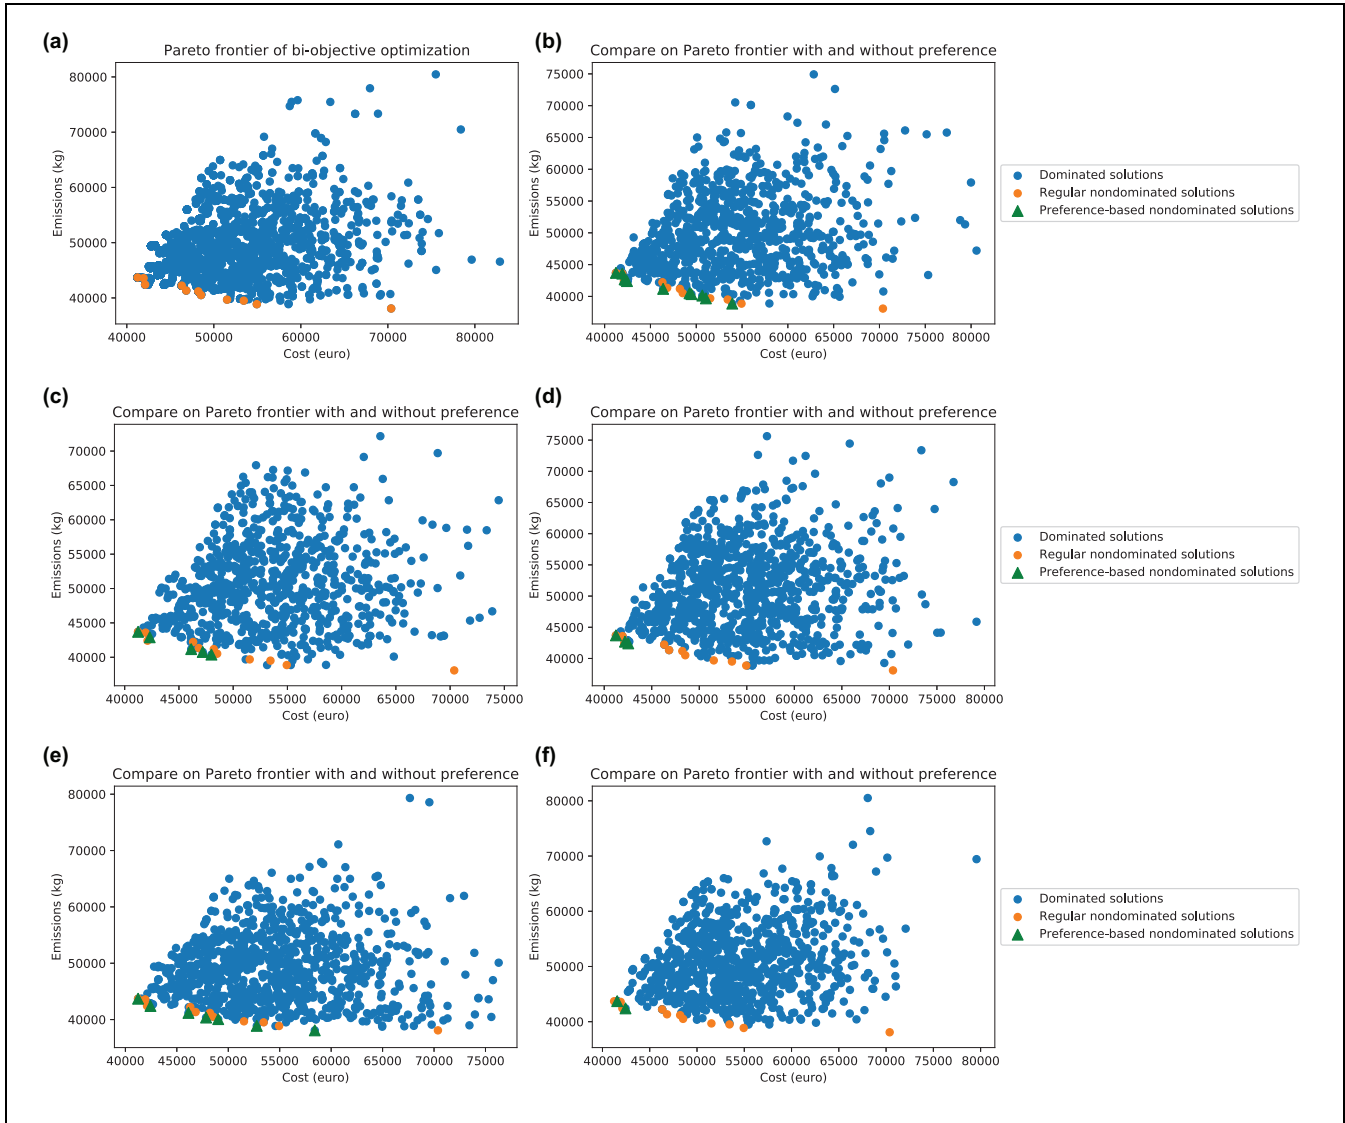 (a)
Pareto frontier of bi-objective optimization
80000
70000
60000
50000
40000
Emissions (kg)
40000 50000 60000 70000 80000
Cost (euro)
(b)
Compare on Pareto frontier with and without preference
75000
70000
65000
60000
55000
50000
45000
40000
Emissions (kg)
40000 45000 50000 55000 60000 65000 70000 75000 80000
Cost (euro)
Dominated solutions
Regular nondominated solutions
Preference-based nondominated solutions
(c)
Compare on Pareto frontier with and without preference
70000
65000
60000
55000
50000
45000
40000
Emissions (kg)
40000 45000 50000 55000 60000 65000 70000 75000
Cost (euro)
(d)
Compare on Pareto frontier with and without preference
75000
70000
65000
60000
55000
50000
45000
40000
Emissions (kg)
40000 45000 50000 55000 60000 65000 70000 75000 80000
Cost (euro)
Dominated solutions
Regular nondominated solutions
Preference-based nondominated solutions
(e)
Compare on Pareto frontier with and without preference
80000
70000
60000
50000
40000
Emissions (kg)
40000 45000 50000 55000 60000 65000 70000 75000
Cost (euro)
(f)
Compare on Pareto frontier with and without preference
80000
70000
60000
50000
40000
Emissions (kg)
40000 45000 50000 55000 60000 65000 70000 75000 80000
Cost (euro)
Dominated solutions
Regular nondominated solutions
Preference-based nondominated solutions